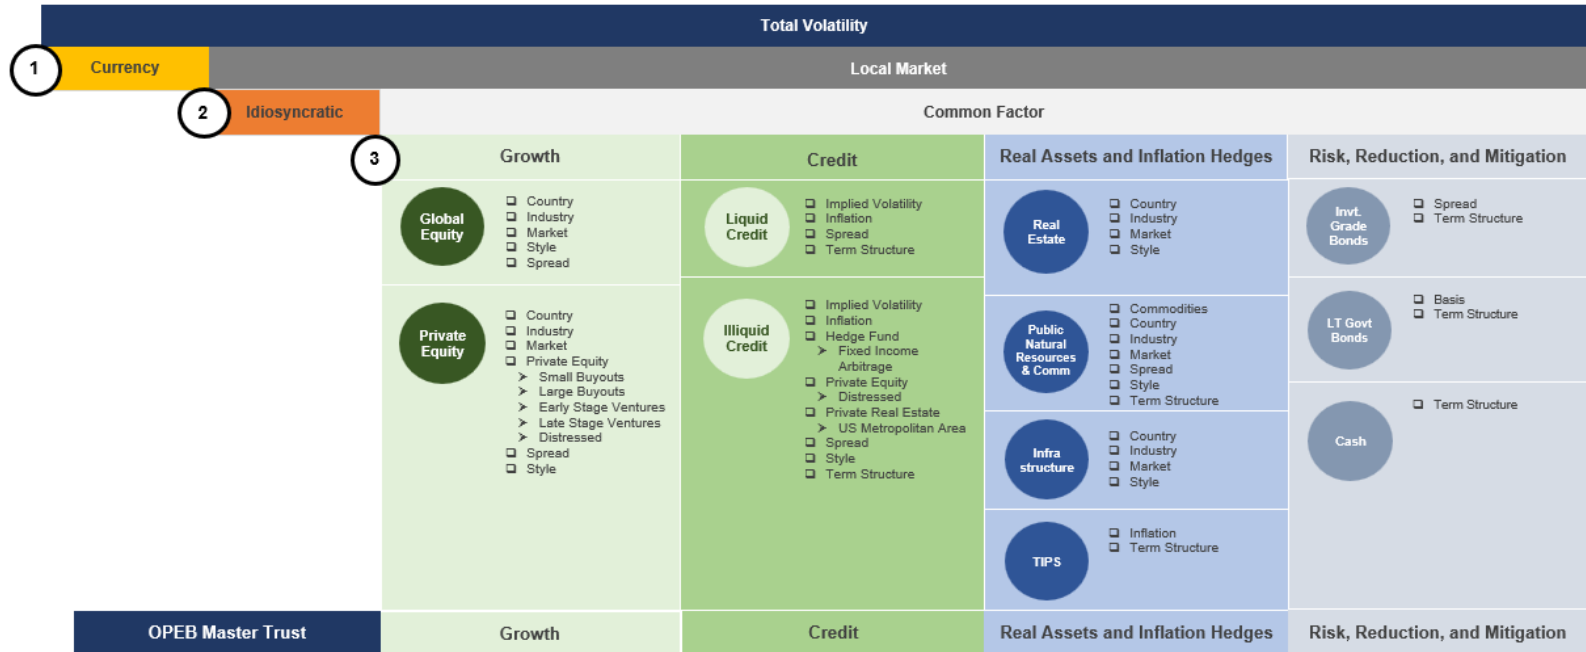 Total Volatility
1
Currency
Local Market
2
Idiosyncratic
Common Factor
3
Growth
Credit
Real Assets and Inflation Hedges
Risk, Reduction, and Mitigation
Global
Equity
Country
Industry
Market
Style
Spread
Private
Equity
Country
Industry
Market
Private Equity
Small Buyouts
Large Buyouts
Early Stage Ventures
Late Stage Ventures
Distressed
Spread
Style
Liquid
Credit
Implied Volatility
Inflation
Spread
Term Structure
Illiquid
Credit
Implied Volatility
Inflation
Hedge Fund
Fixed Income
Arbitrage
Private Equity
Distressed
Private Real Estate
US Metropolitan Area
Spread
Style
Term Structure
Real
Estate
Country
Industry
Market
Style
Public
Natural
Resources
& Comm
Commodities
Country
Industry
Market
Spread
Style
Term Structure
Infra
structure
Country
Industry
Market
Style
TIPS
Inflation
Term Structure
Invt.
Grade
Bonds
Spread
Term Structure
LT Govt
Bonds
Basis
Term Structure
Cash
Term Structure
OPEB Master Trust
Growth
Credit
Real Assets and Inflation Hedges
Risk, Reduction, and Mitigation